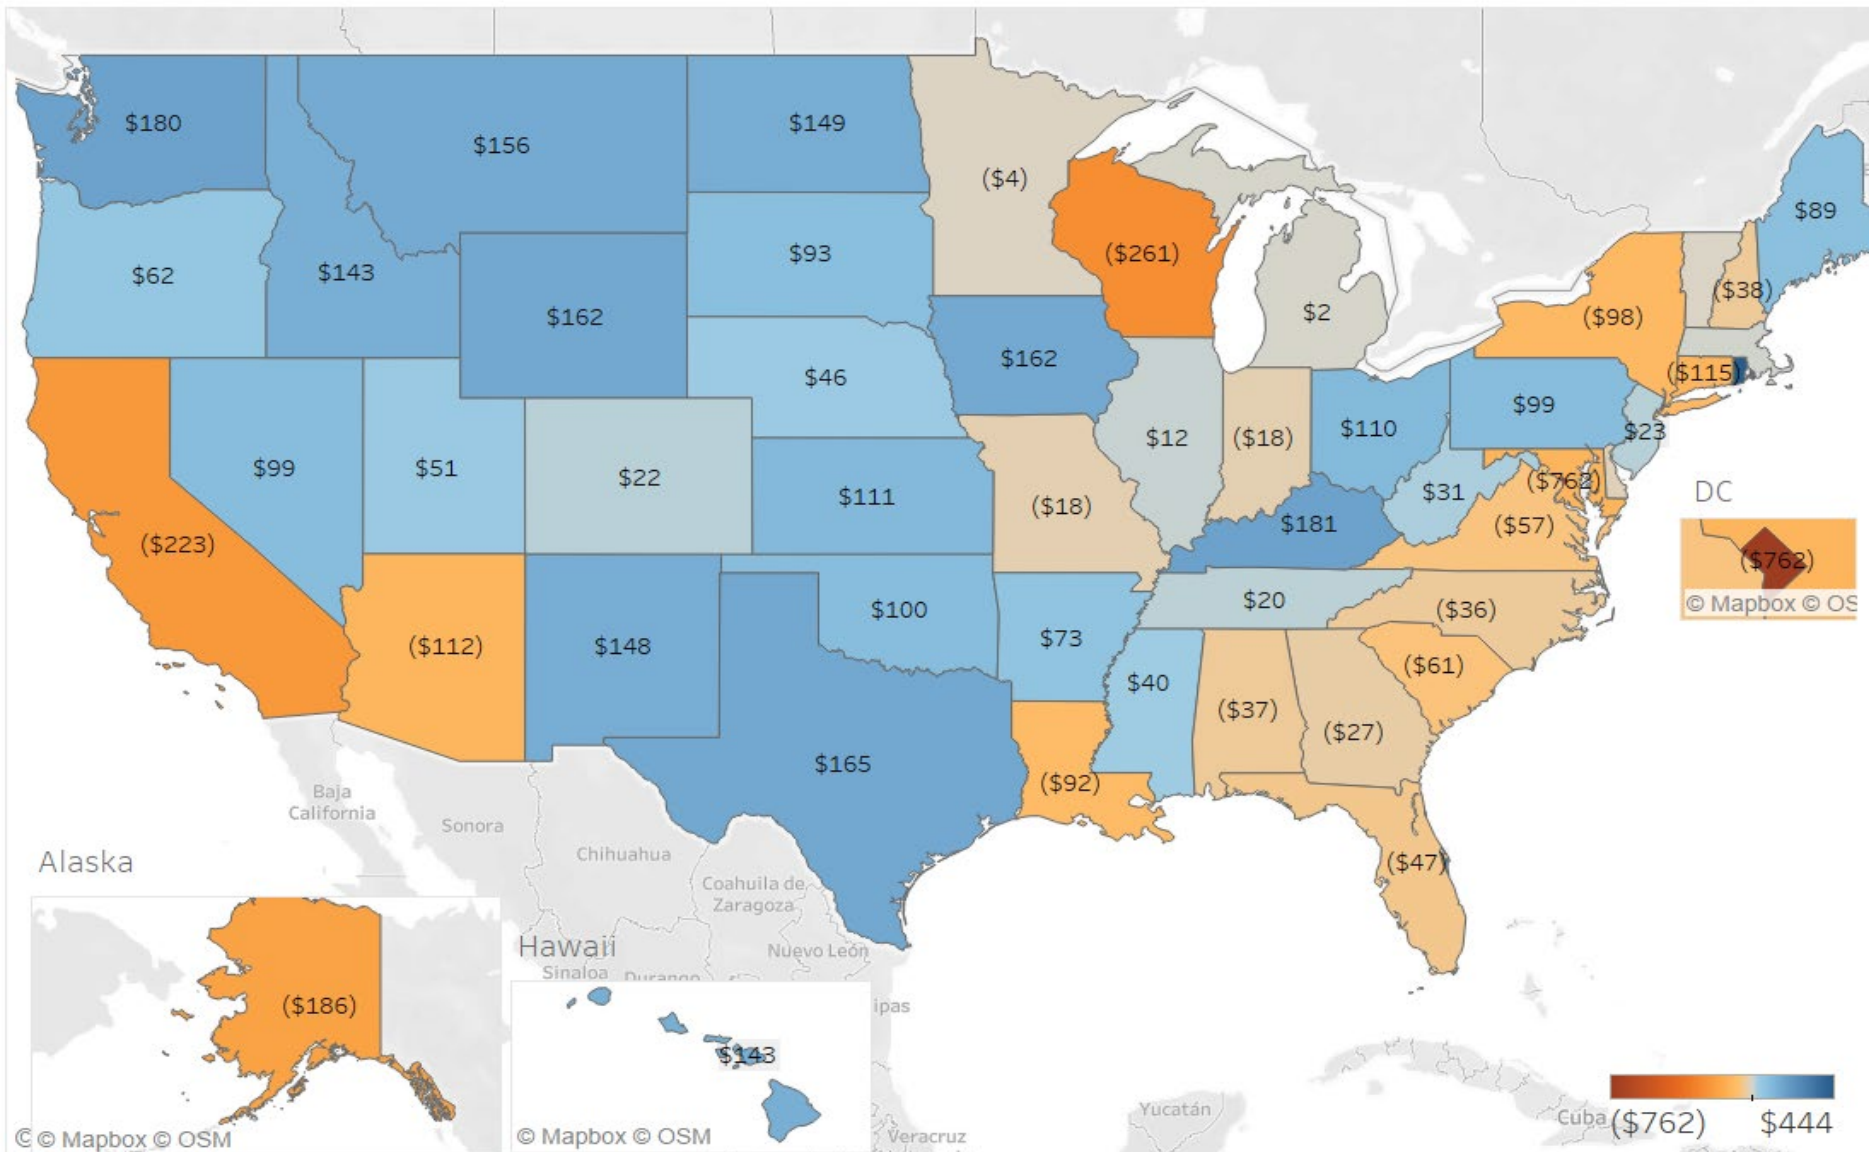 $180
$156
$149
($4)
($261)
$89
$62
$143
$93
$162
$2
($98)
($38)
$162
$46
($115)
$99
$99
$51
$22
$111
($18)
$12
($18)
$110
$23
$31
($762)
($57)
DC
($762)
© Mapbox © OS
($223)
$181
($112)
$148
$100
$73
$20
($36)
$40
($37)
($27)
($61)
$165
($92)
($47)
Baja
California
Sonora
Chihuahua
Coahuila de
Zaragoza
Nuevo León
Sinaloa
Durango
ipas
Alaska
($186)
© © Mapbox © OSM
Hawaii
$143
© Mapbox © OSM
Veracruz
Yucatán
Cuba
($762)
$444